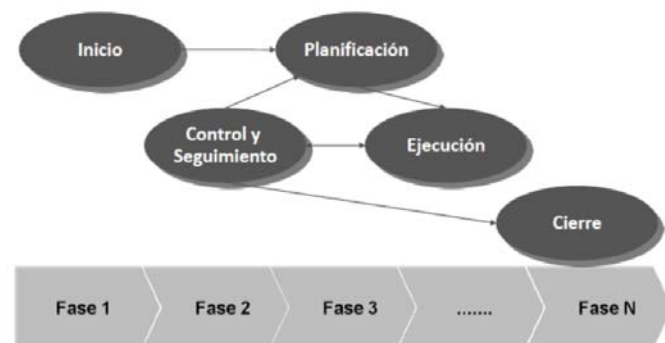 Inicio
Planificación
Control y
Seguimiento
Ejecución
Cierre
Fase 1
Fase 2
Fase 3
.......
Fase N